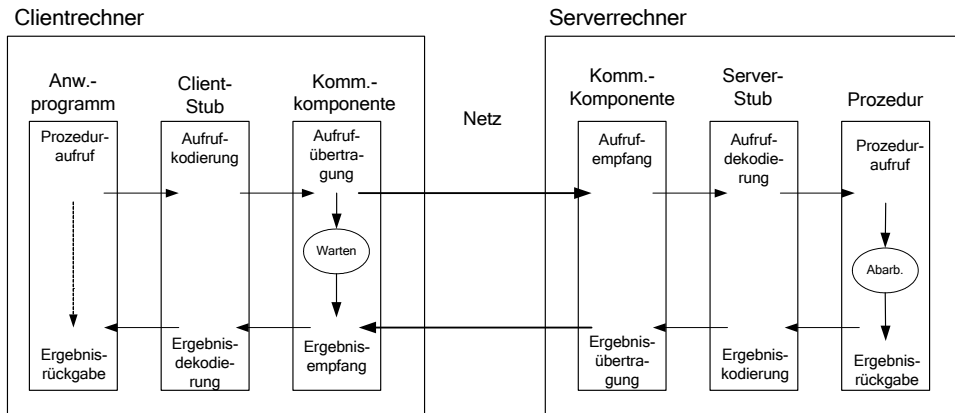 Clientrechner
Serverrechner
Anw.-
programm
Client-
Stub
Komm.-
komponente
Netz
Komm.-
Komponente
Server-
Stub
Prozedur
Prozedur-
aufruf
Aufruf-
kodierung
Aufruf-
übertra-
gung
Aufruf-
empfang
Aufruf-
dekodie-
rung
Prozedur-
aufruf
Warten
Abarb.
Ergebnis-
rückgabe
Ergebnis-
dekodie-
rung
Ergebnis-
empfang
Ergebnis-
übertra-
gung
Ergebnis-
kodierung
Ergebnis-
rückgabe